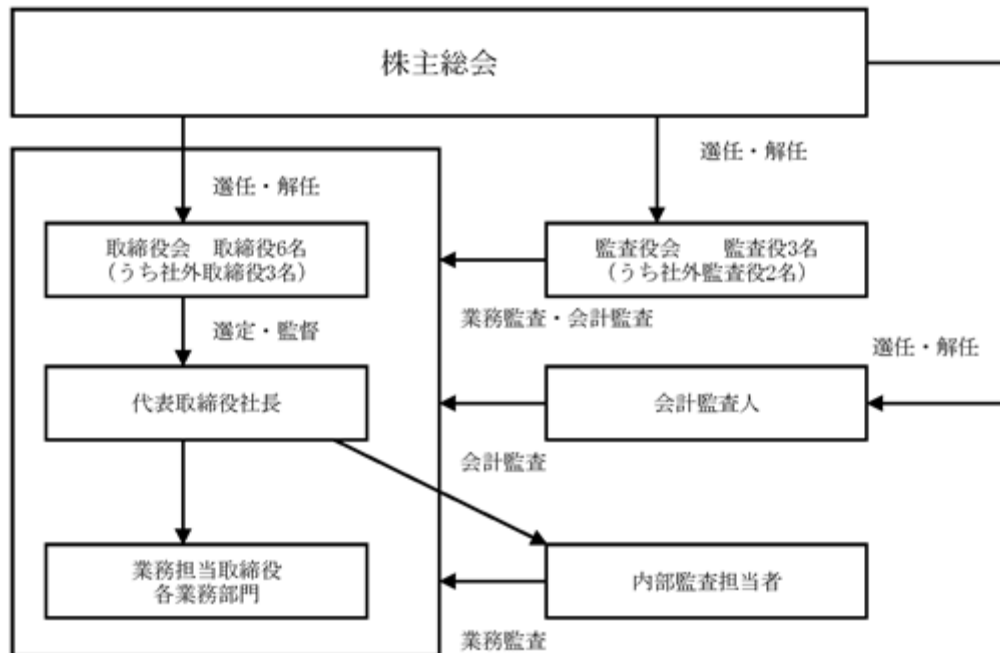 株主総会
選任・解任
選任・解任
取締役会　取締役6名
（うち社外取締役3名）
監査役会　　監査役3名
（うち社外監査役2名）
選定・監督
業務監査・会計監査
選任・解任
代表取締役社長
会計監査人
会計監査
業務担当取締役
各業務部門
内部監査担当者
業務監査